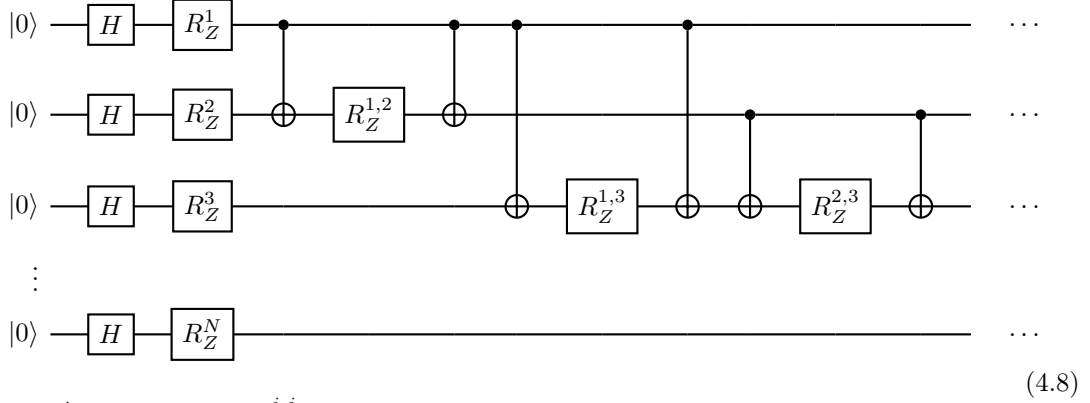 |0⟩ H R_Z^1 ⋯
|0⟩ H R_Z^2 R_Z^{1,2} ⋯
|0⟩ H R_Z^3 R_Z^{1,3} R_Z^{2,3} ⋯
⋮
|0⟩ H R_Z^N ⋯
(4.8)